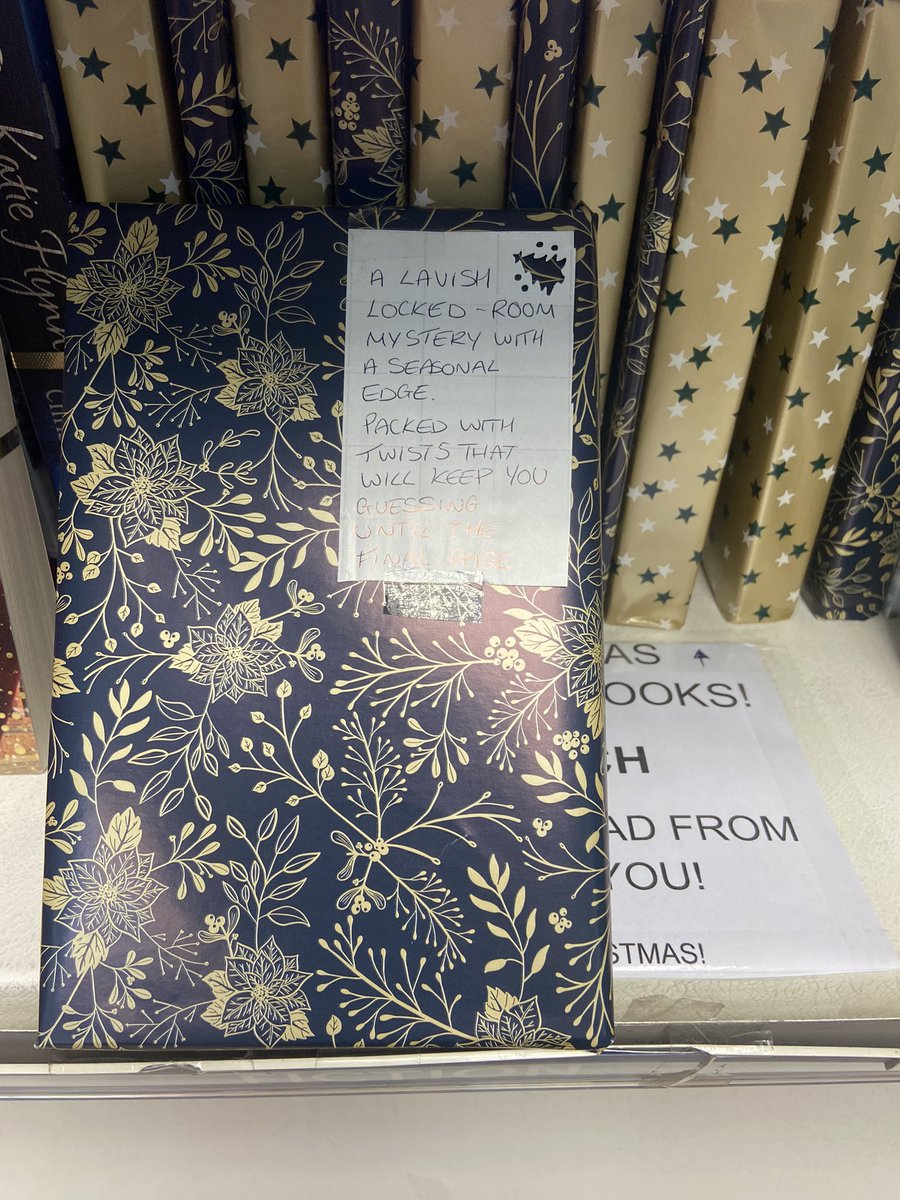 'A LAVISH
LOCKED-ROOM
MYSTERY WITH
A SEASONAL
EDGE.
PACKED WITH
TWISTS THAT
WILL KEEP YOU
GUESSING
UNTIL THE
FINAL PAGE
Katie Flynn
AS
OOKS!
CH
AD FROM
YOU!
STMAS!